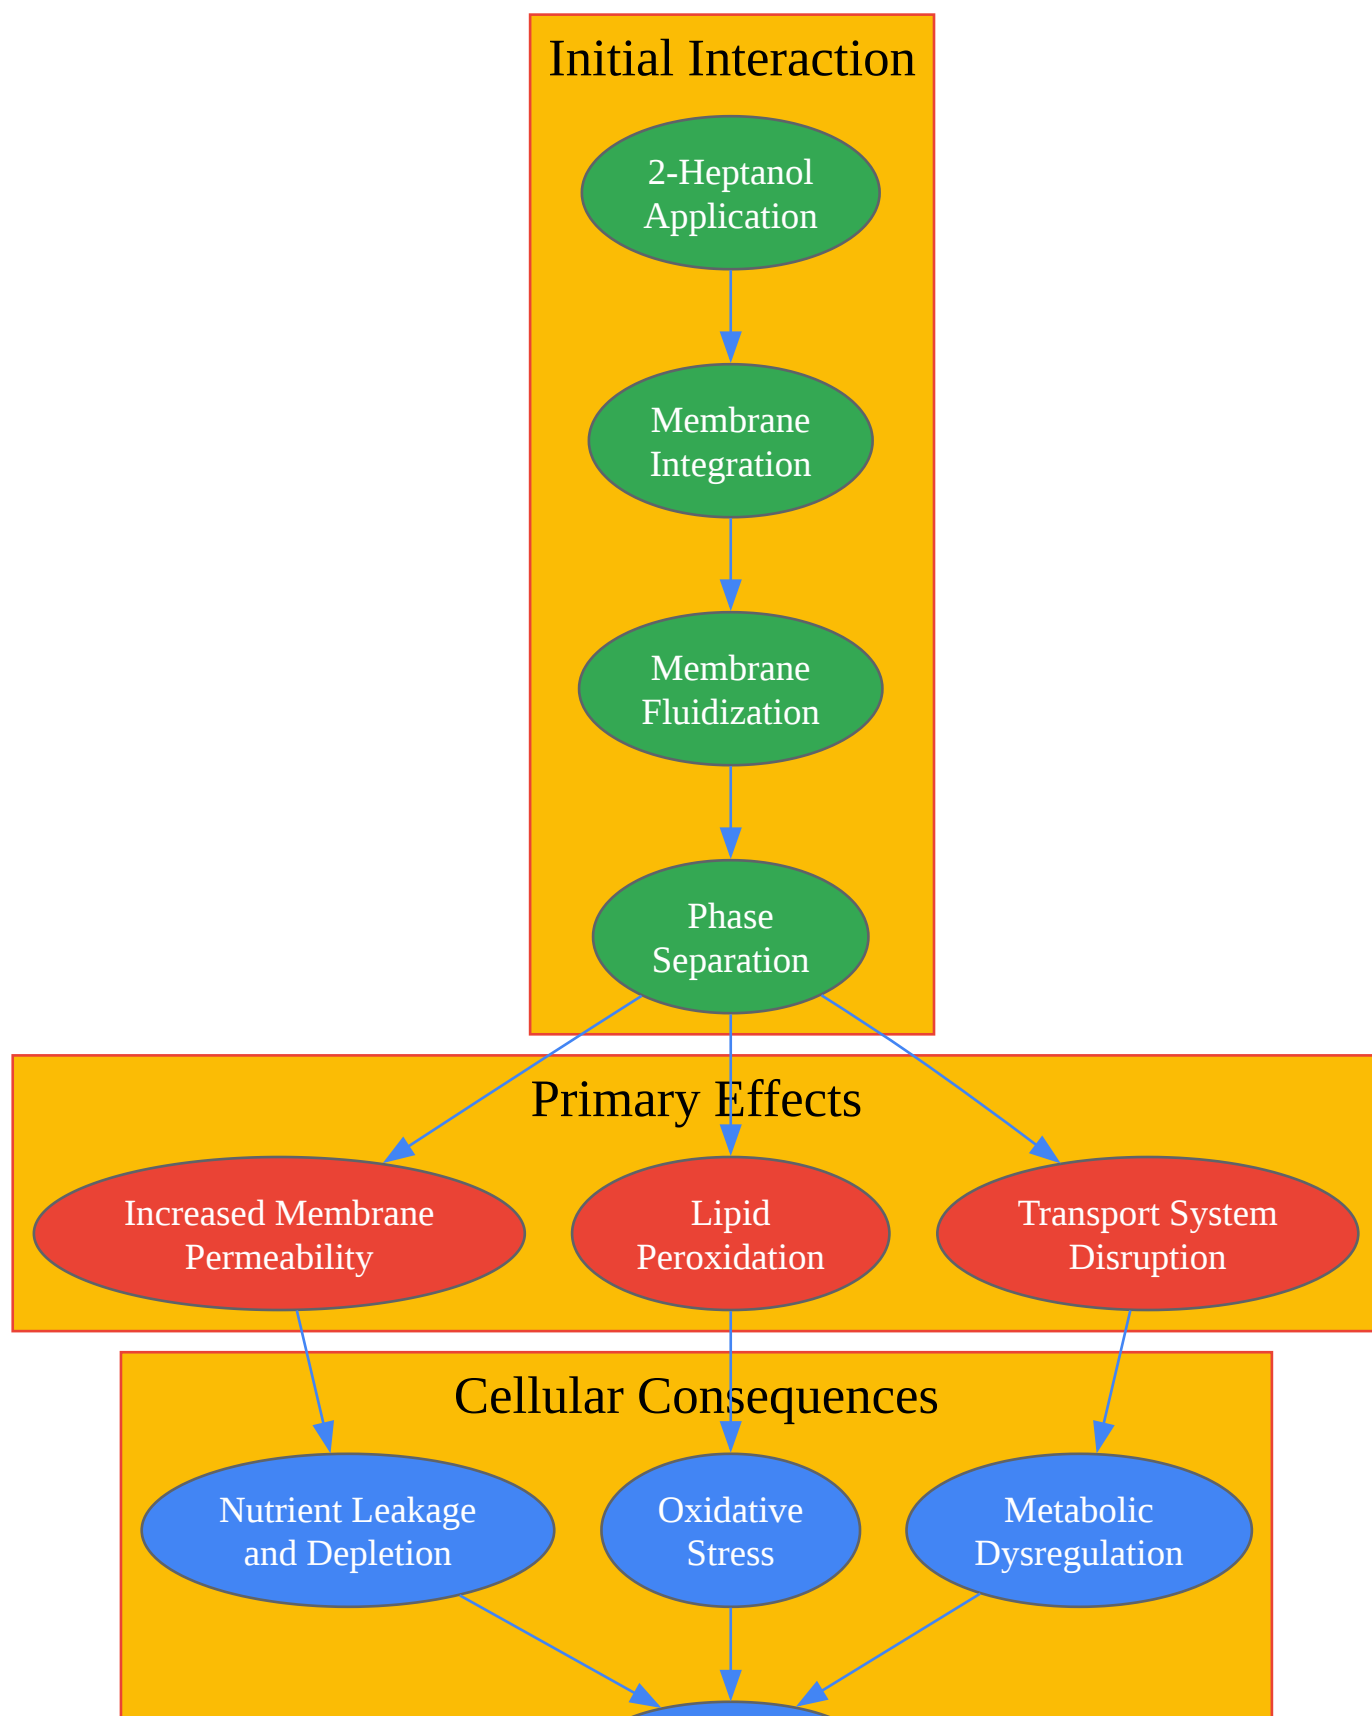 Initial Interaction
2-Heptanol
Application
Membrane
Integration
Membrane
Fluidization
Phase
Separation
Primary Effects
Increased Membrane
Permeability
Lipid
Peroxidation
Transport System
Disruption
Cellular Consequences
Nutrient Leakage
and Depletion
Oxidative
Stress
Metabolic
Dysregulation